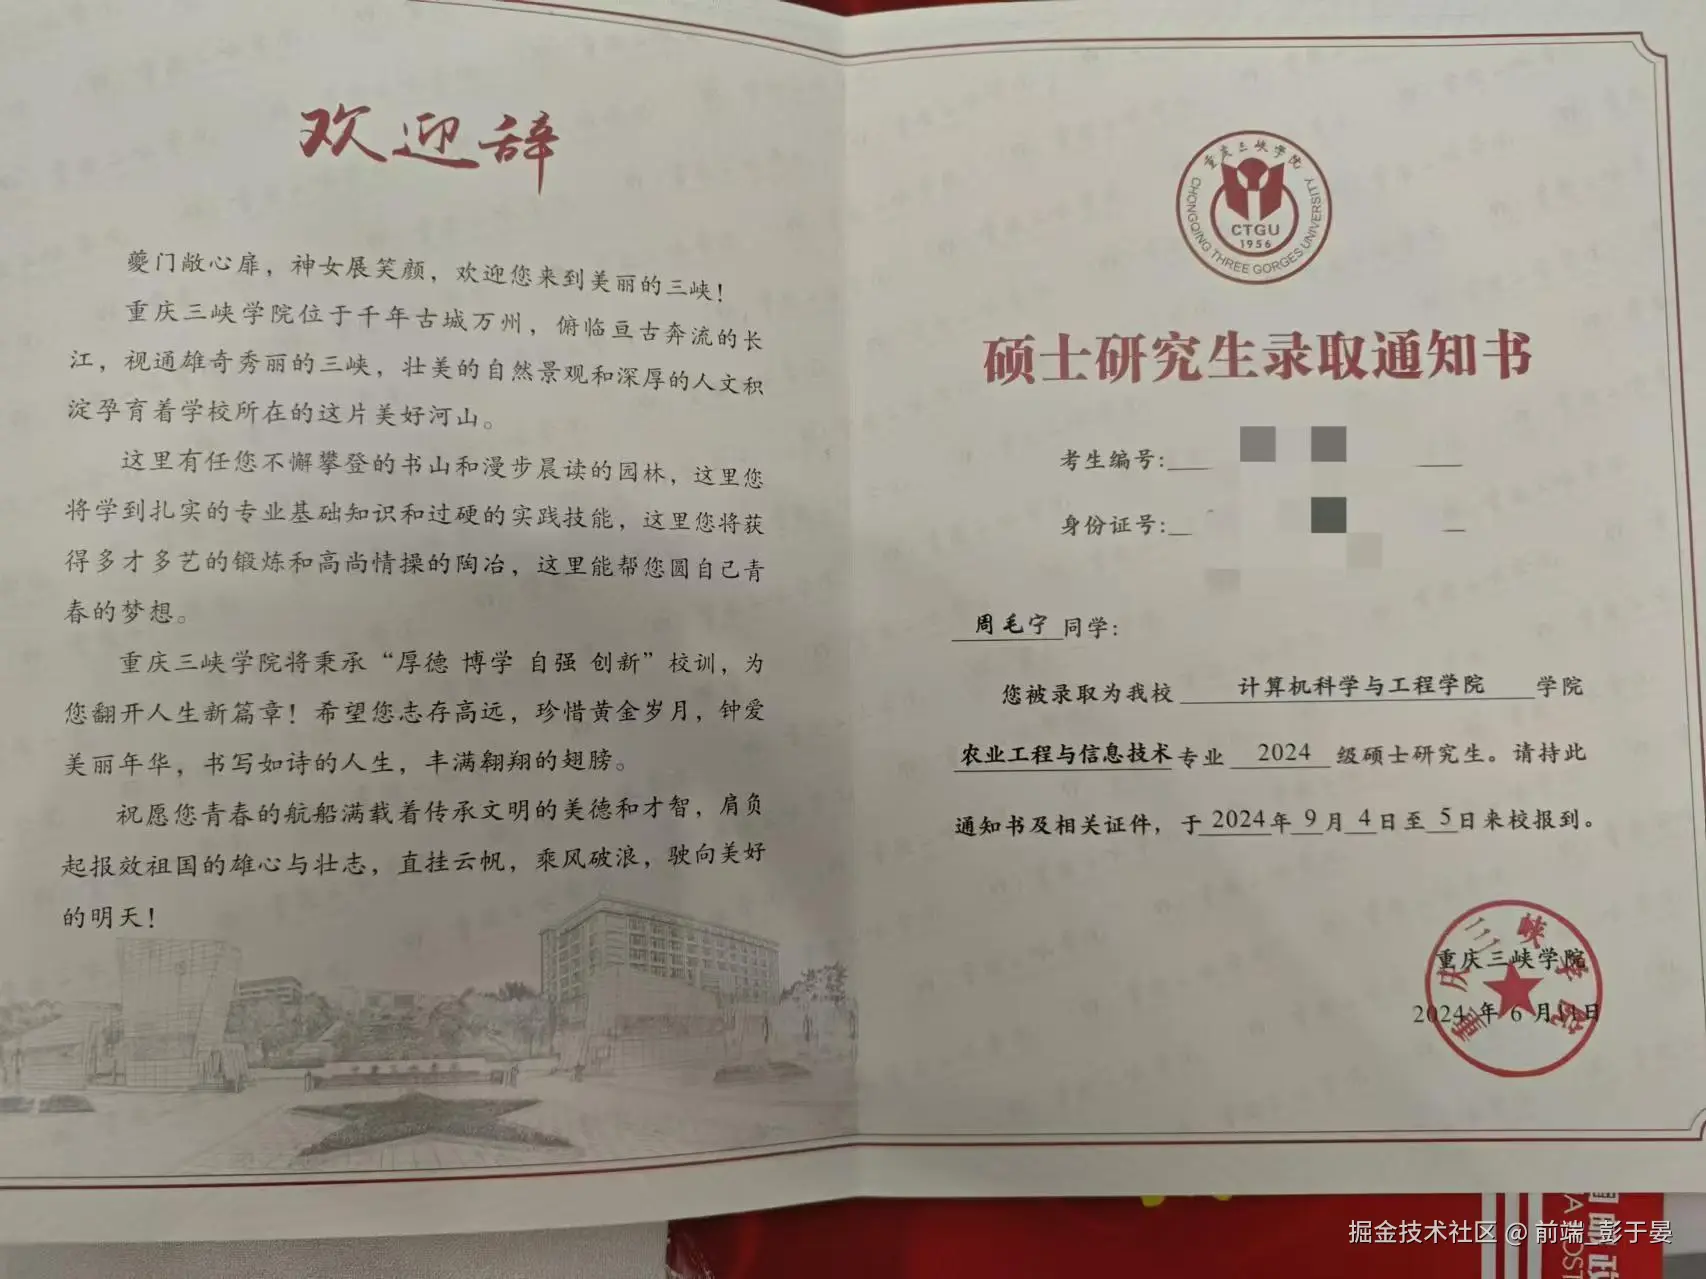 欢迎辞
夔门敞心扉，神女展笑颜，欢迎您来到美丽的三峡！
重庆三峡学院位于千年古城万州，俯临亘古奔流的长
江，视通雄奇秀丽的三峡，壮美的自然景观和深厚的人文积
淀孕育着学校所在的这片美好河山。
这里有任您不懈攀登的书山和漫步晨读的园林，这里您
将学到扎实的专业基础知识和过硬的实践技能，这里您将获
得多才多艺的锻炼和高尚情操的陶冶，这里能帮您圆自己青
春的梦想。
重庆三峡学院将秉承“厚德 博学 自强 创新”校训，为
您翻开人生新篇章！希望您志存高远，珍惜黄金岁月，钟爱
美丽年华，书写如诗的人生，丰满翱翔的翅膀。
祝愿您青春的航船满载着传承文明的美德和才智，肩负
起报效祖国的雄心与壮志，直挂云帆，乘风破浪，驶向美好
的明天！
重庆三峡学院
CTGU
1956
CHONGQING THREE GORGES UNIVERSITY
硕士研究生录取通知书
考生编号：
身份证号：
周毛宁同学：
您被录取为我校 计算机科学与工程学院 学院
农业工程与信息技术专业 2024 级硕士研究生。请持此
通知书及相关证件，于2024年9月4日至5日来校报到。
重庆三峡学院
重庆三峡学院
2024 年 6 月11日
掘金技术社区 @ 前端_彭于晏